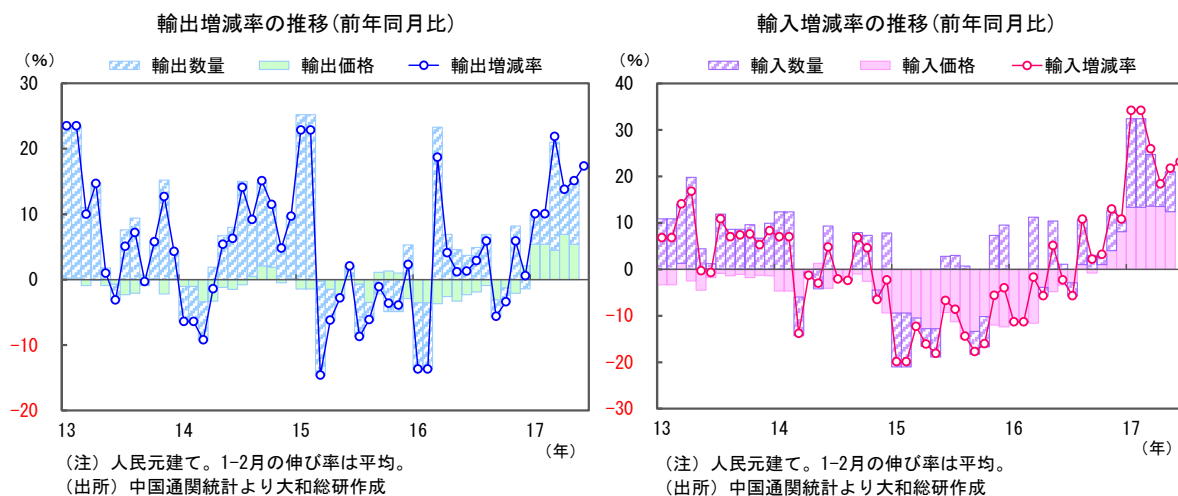 輸出増減率の推移(前年同月比)
(%)
輸出数量 輸出価格 輸出増減率
30
20
10
0
-10
-20
13 14 15 16 17
(年)
(注) 人民元建て。1-2月の伸び率は平均。
(出所) 中国通関統計より大和総研作成
輸入増減率の推移(前年同月比)
(%)
輸入数量 輸入価格 輸入増減率
40
30
20
10
0
-10
-20
-30
13 14 15 16 17
(年)
(注) 人民元建て。1-2月の伸び率は平均。
(出所) 中国通関統計より大和総研作成